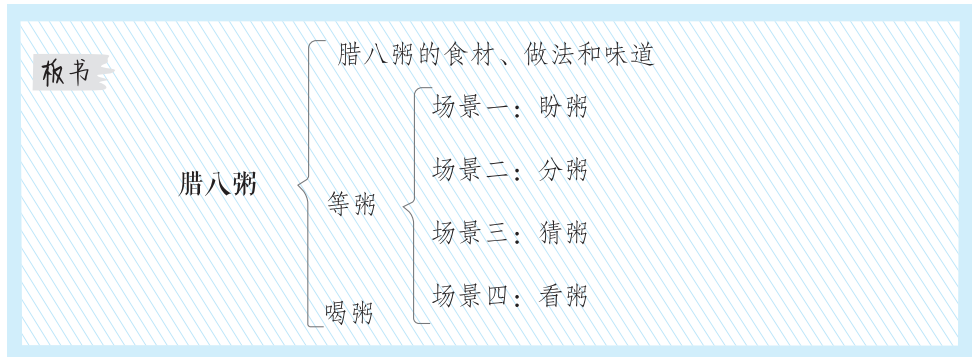 板书
腊八粥的食材、做法和味道
场景一：盼粥
场景二：分粥
腊八粥
等粥
场景三：猜粥
场景四：看粥
喝粥